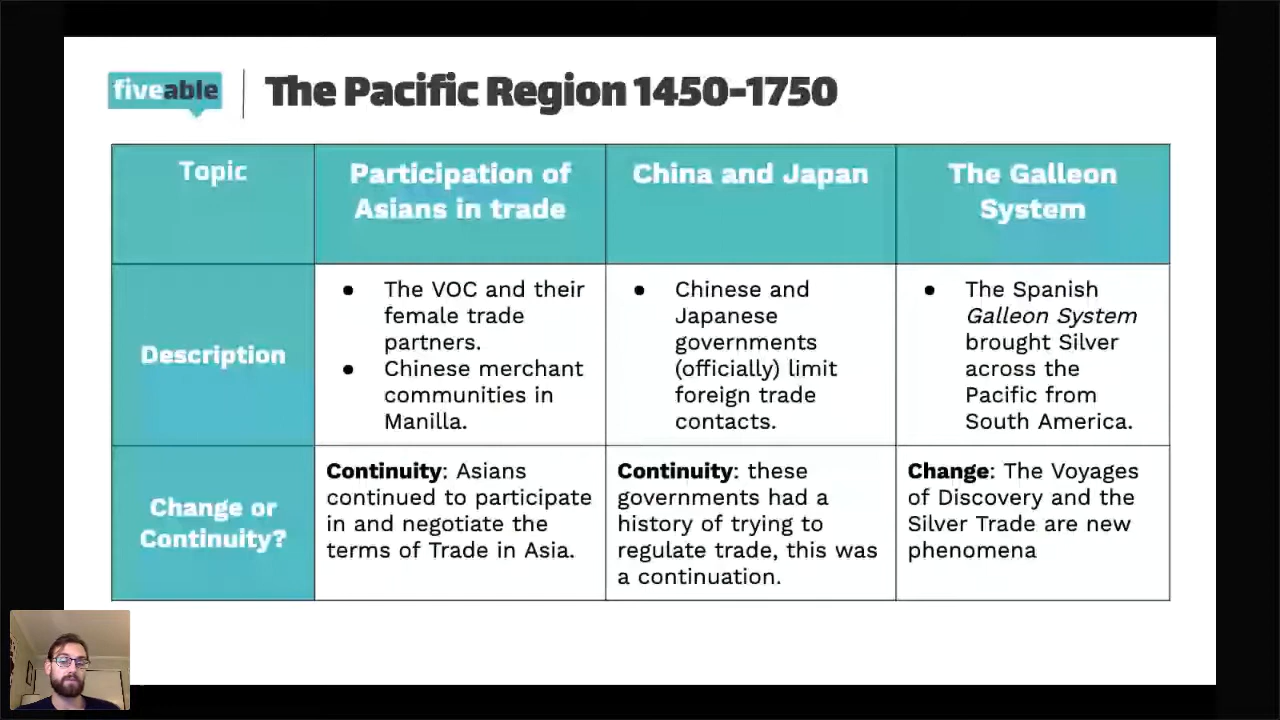 fiveable
The Pacific Region 1450-1750
Topic
Participation of
Asians in trade
China and Japan
The Galleon
System
Description
● The VOC and their
female trade
partners.
● Chinese merchant
communities in
Manilla.
● Chinese and
Japanese
governments
(officially) limit
foreign trade
contacts.
● The Spanish
Galleon System
brought Silver
across the
Pacific from
South America.
Change or
Continuity?
Continuity: Asians
continued to participate
in and negotiate the
terms of Trade in Asia.
Continuity: these
governments had a
history of trying to
regulate trade, this was
a continuation.
Change: The Voyages
of Discovery and the
Silver Trade are new
phenomena